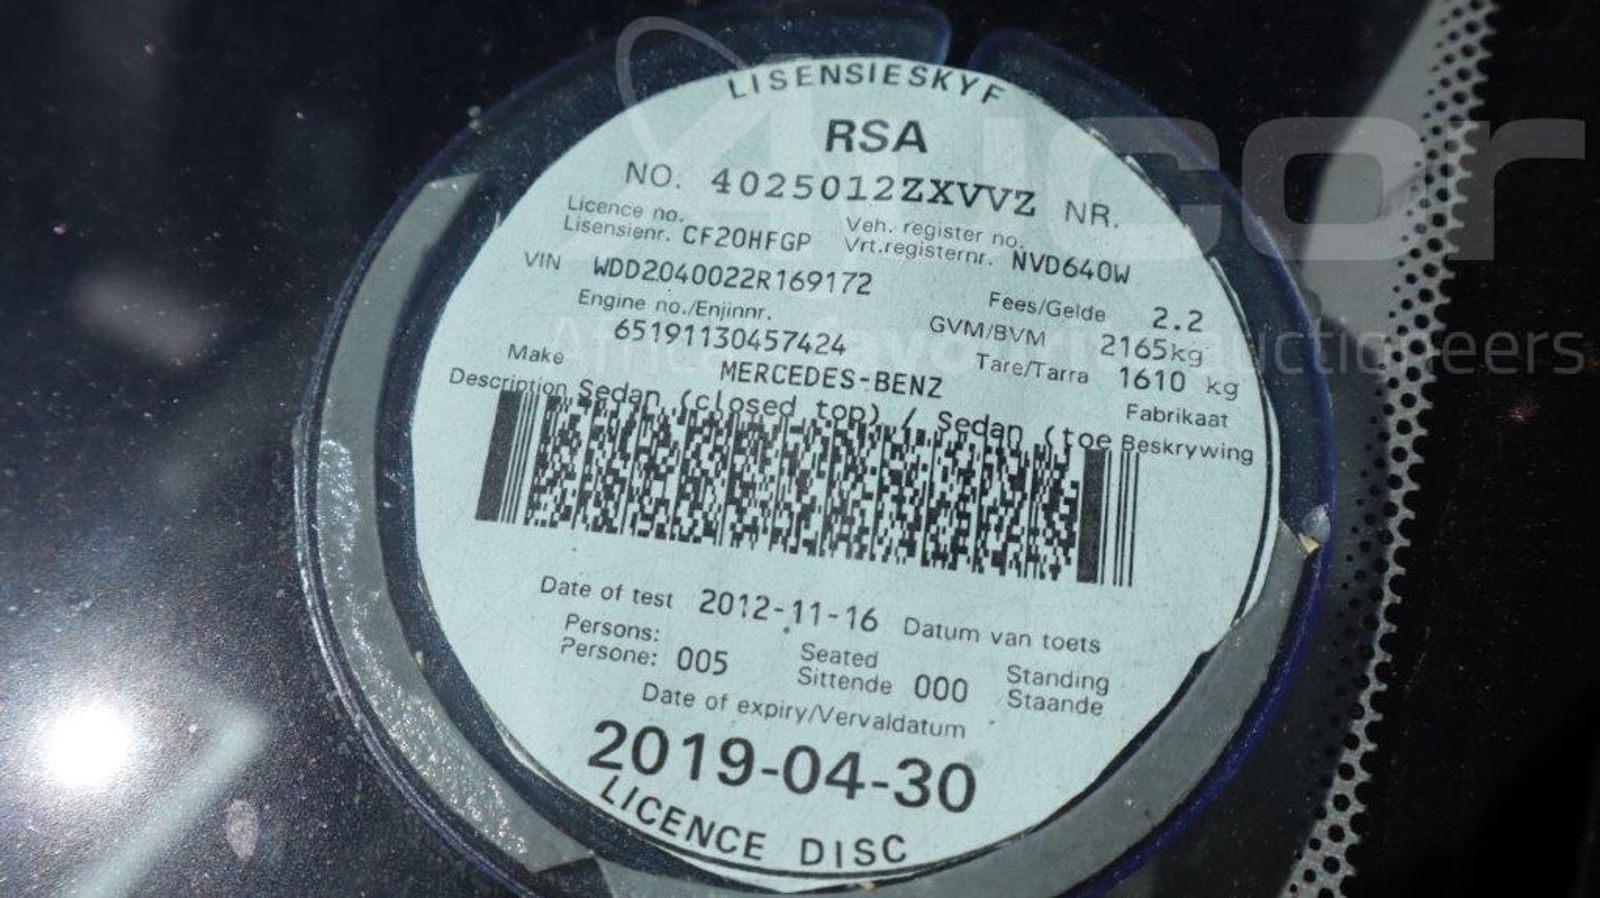 LISENSIESKYF
RSA
NO. 4025012ZXVVZ NR.
Licence no. Veh. register no.
Lisensienr. CF20HFGP Vrt.registernr. NVD640W
VIN WDD2040022R169172
Engine no./Enjinnr. Fees/Gelde 2.2
65191130457424 GVM/BVM 2165kg
Make MERCEDES-BENZ Tare/Tarra 1610 kg
Fabrikaat
Description Sedan (closed top) / Sedan (toe Beskrywing
Date of test 2012-11-16 Datum van toets
Persons: Seated Standing
Persone: 005 Sittende 000 Staande
Date of expiry/Vervaldatum
2019-04-30
LICENCE DISC